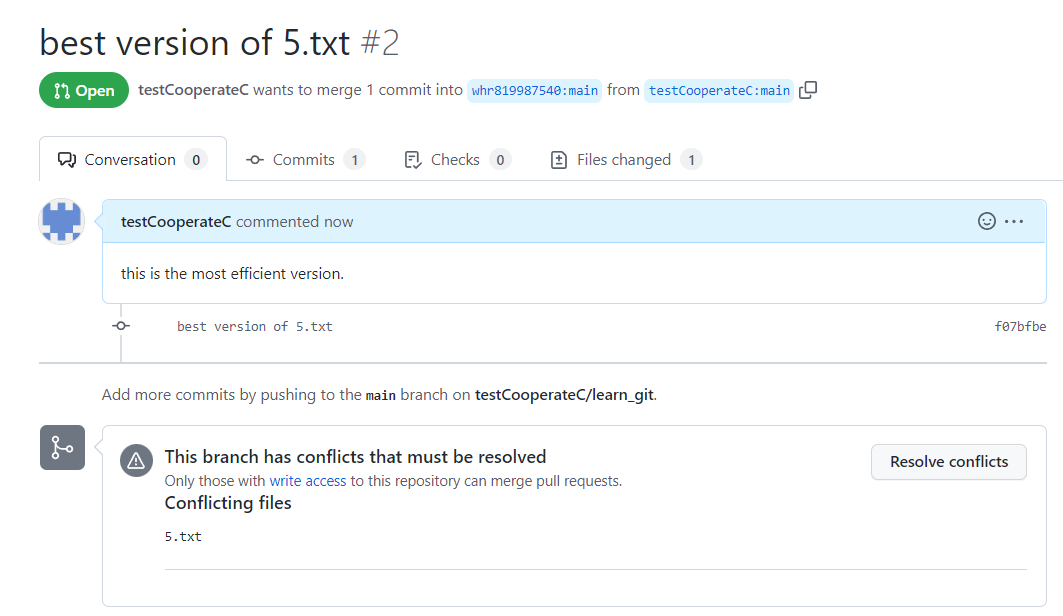 best version of 5.txt #2
Open testCooperateC wants to merge 1 commit into whr819987540:main from testCooperateC:main
Conversation 0 Commits 1 Checks 0 Files changed 1
testCooperateC commented now
this is the most efficient version.
best version of 5.txt f07bfbe
Add more commits by pushing to the main branch on testCooperateC/learn_git.
This branch has conflicts that must be resolved
Resolve conflicts
Only those with write access to this repository can merge pull requests.
Conflicting files
5.txt